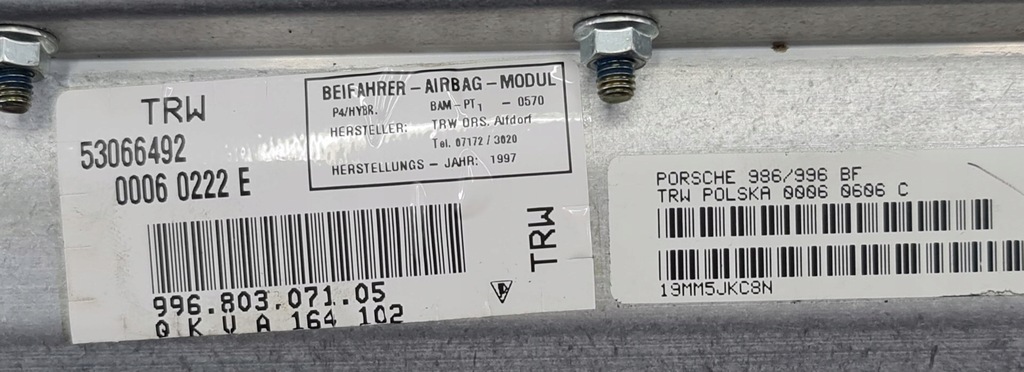 TRW
53066492
0006 0222 E
BEIFAHRER-AIRBAG-MODUL
P4/HYBR. BAM-PT1 - 0570
HERSTELLER: TRW ORS. Alfdorf
Tel. 07172 / 3020
HERSTELLUNGS - JAHR: 1997
996.803.071.05
Q K V A 164 102
TRW
PORSCHE 986/996 BF
TRW POLSKA 0006 0606 C
19MM5JKC8N